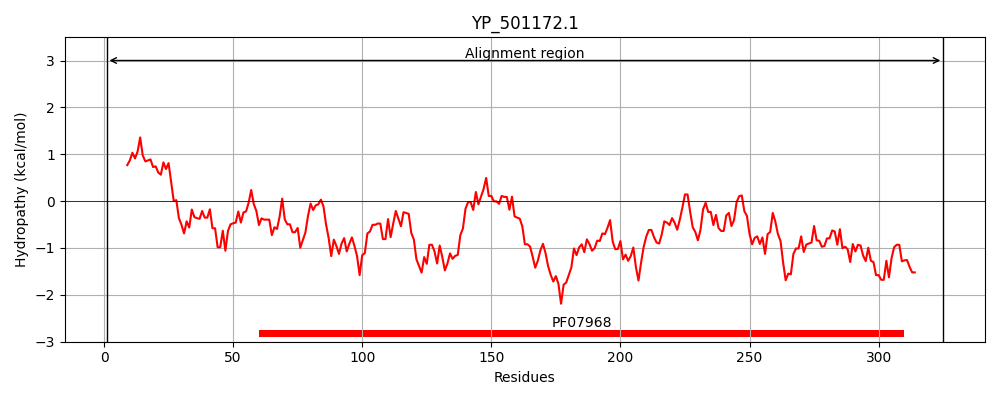 YP_501172.1
Alignment region
Hydropathy (kcal/mol)
3
2
1
0
−1
−2
−3
PF07968
0 50 100 150 200 250 300
Residues